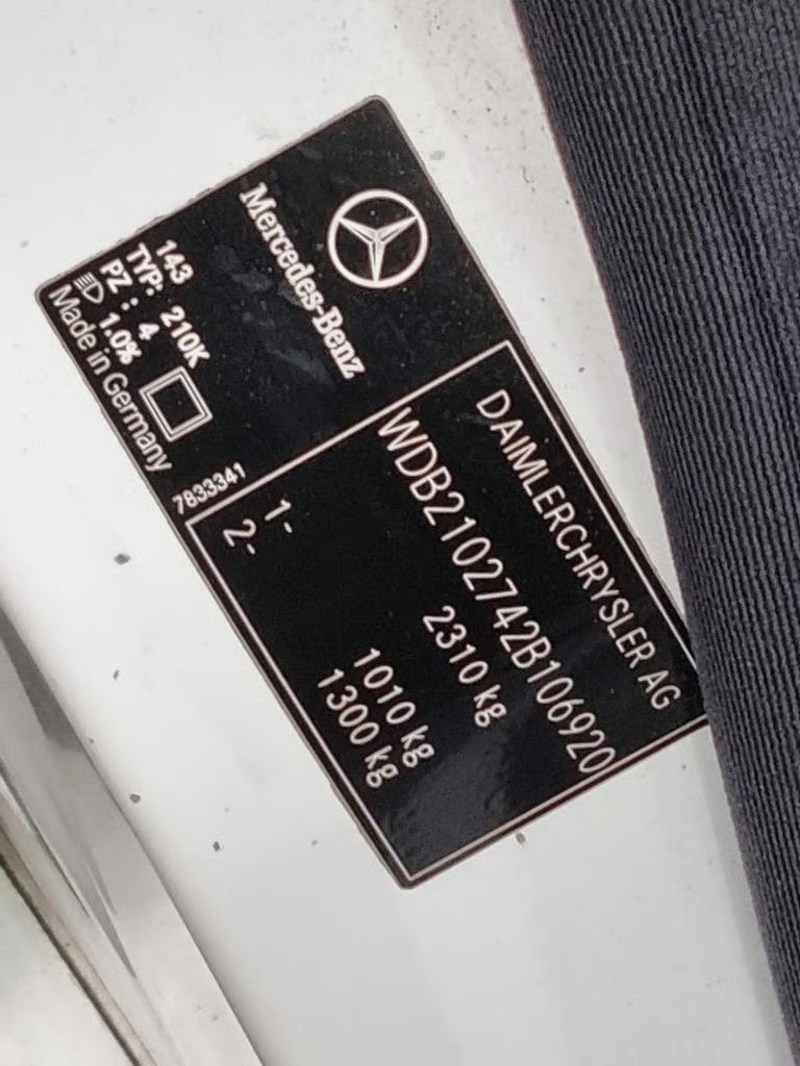 DAIMLERCHRYSLER AG
WDB2102742B106920
2310 kg
1- 1010 kg
2- 1300 kg
Mercedes-Benz
143
TYP: 210K
PZ : 4
1.0%
Made in Germany
7833341